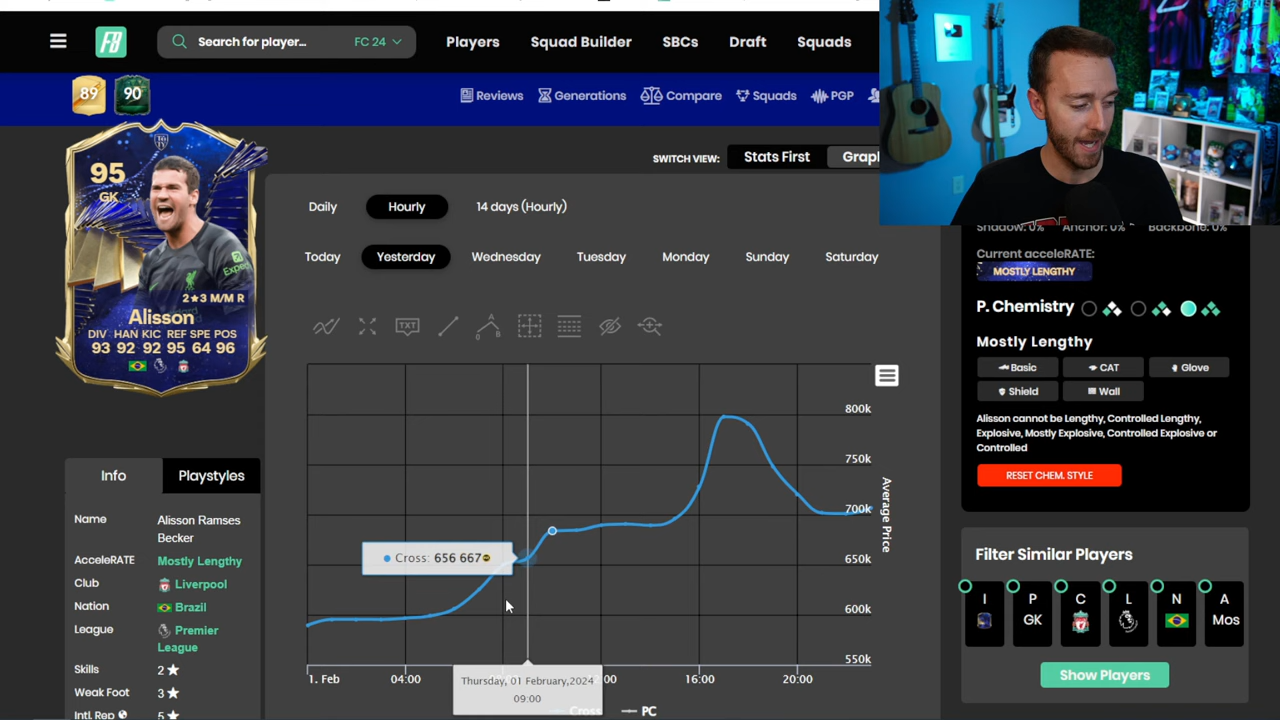 FB
Search for player...
FC 24
Players
Squad Builder
SBCs
Draft
Squads
89
90
Reviews
Generations
Compare
Squads
PGP
95
GK
2★3 M/M R
Alisson
DIV HAN KIC REF SPE POS
93 92 92 95 64 96
SWITCH VIEW:
Stats First
Grap
Daily
Hourly
14 days (Hourly)
Today
Yesterday
Wednesday
Tuesday
Monday
Sunday
Saturday
TXT
800k
750k
700k
650k
600k
550k
Average Price
Cross: 656 667
1. Feb
04:00
16:00
20:00
Thursday, 01 February,2024
09:00
Cross
PC
Info
Playstyles
Name
Alisson Ramses
Becker
AcceleRATE
Mostly Lengthy
Club
Liverpool
Nation
Brazil
League
Premier
League
Skills
2★
Weak Foot
3★
Intl. Rep
5★
Shadow: 0%
Anchor: 0%
Backbone: 0%
Current acceleRATE:
MOSTLY LENGTHY
P. Chemistry
Mostly Lengthy
Basic
CAT
Glove
Shield
Wall
Alisson cannot be Lengthy, Controlled Lengthy,
Explosive, Mostly Explosive, Controlled Explosive or
Controlled
RESET CHEM. STYLE
Filter Similar Players
I
P
C
L
N
A
GK
Mos
Show Players